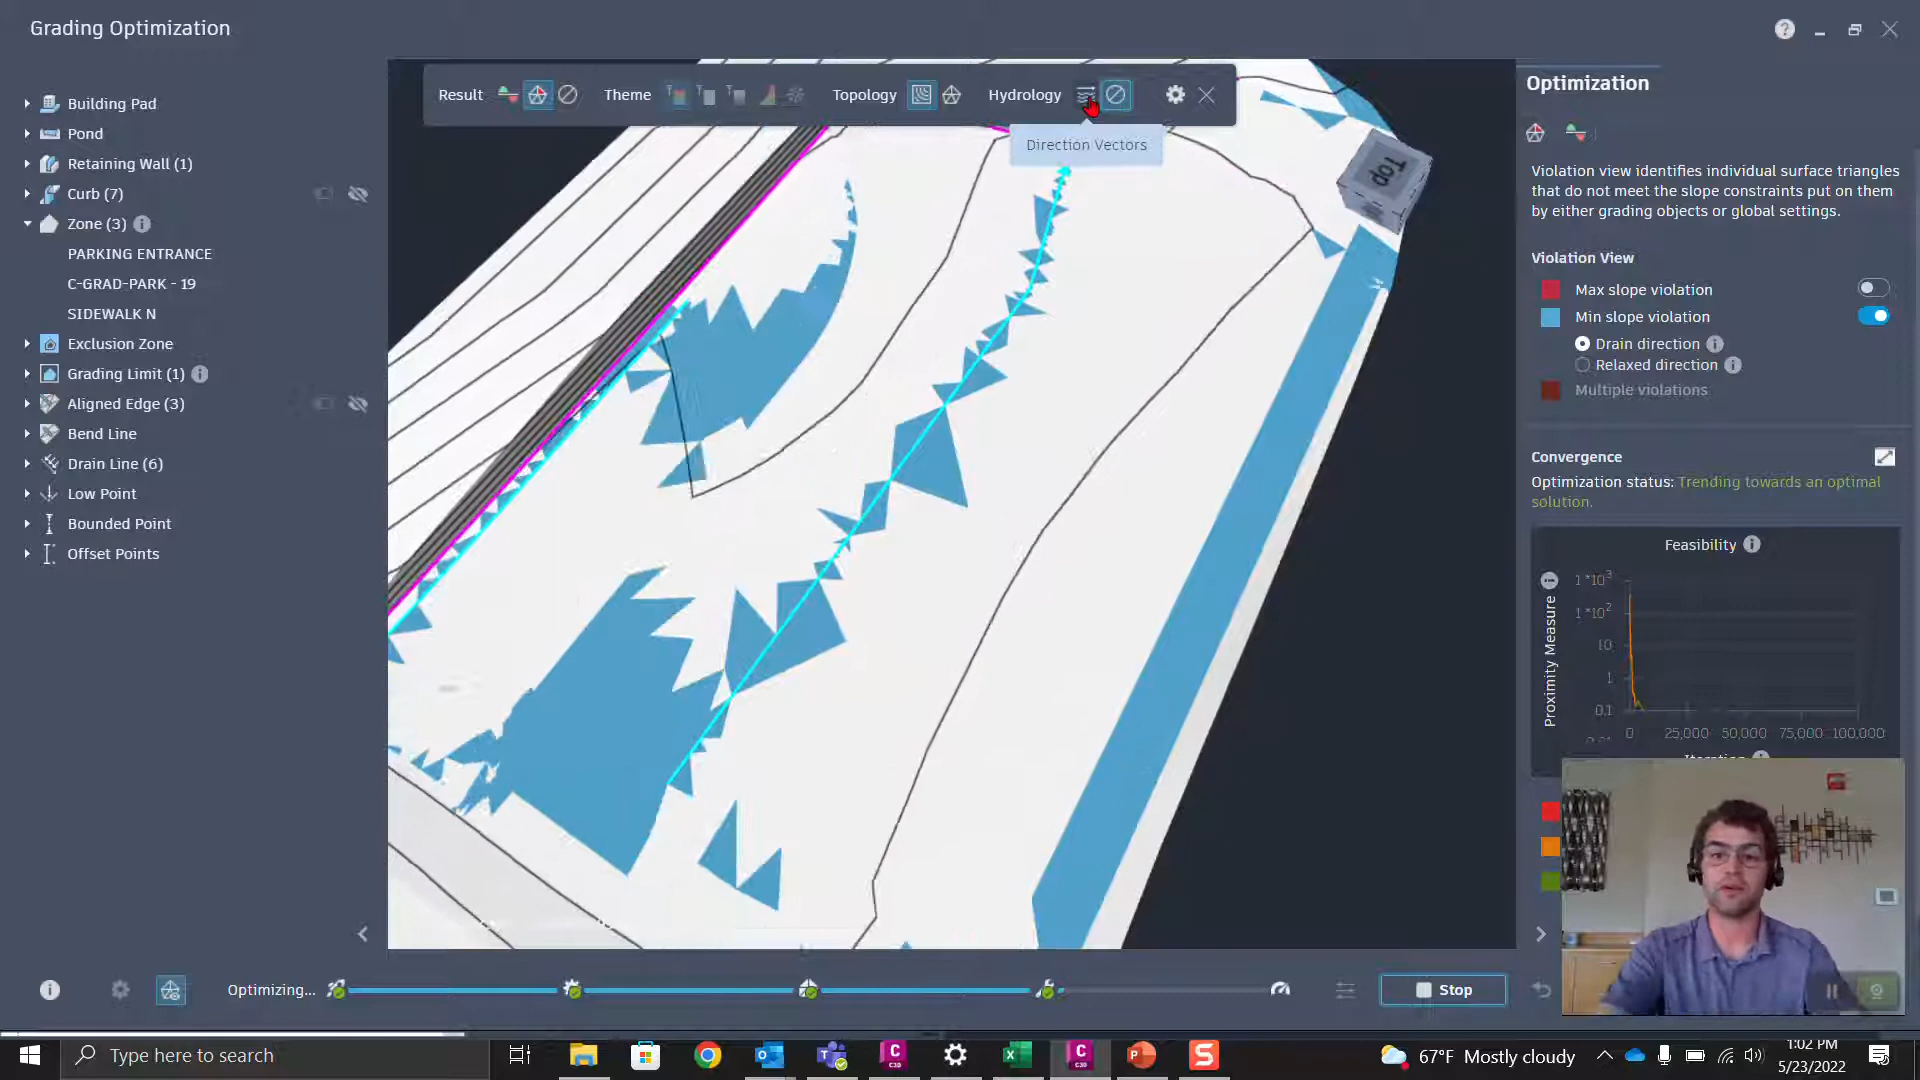 Grading Optimization
Building Pad
Pond
Retaining Wall (1)
Curb (7)
Zone (3)
PARKING ENTRANCE
C-GRAD-PARK - 19
SIDEWALK N
Exclusion Zone
Grading Limit (1)
Aligned Edge (3)
Bend Line
Drain Line (6)
Low Point
Bounded Point
Offset Points
Result
Theme
Topology
Hydrology
Direction Vectors
Top
Optimization
Violation view identifies individual surface triangles
that do not meet the slope constraints put on them
by either grading objects or global settings.
Violation View
Max slope violation
Min slope violation
Drain direction
Relaxed direction
Multiple violations
Convergence
Optimization status: Trending towards an optimal
solution.
Feasibility
Proximity Measure
1 *10^3
1 *10^2
10
1
0.1
0 25,000 50,000 75,000 100,000
Optimizing...
Stop
Type here to search
67°F Mostly cloudy
1:02 PM
5/23/2022